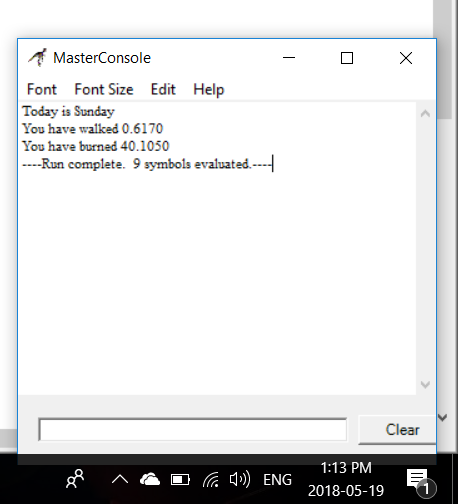 MasterConsole
Font Font Size Edit Help
Today is Sunday
You have walked 0.6170
You have burned 40.1050
----Run complete.  9 symbols evaluated.----
Clear
ENG
1:13 PM
2018-05-19
1